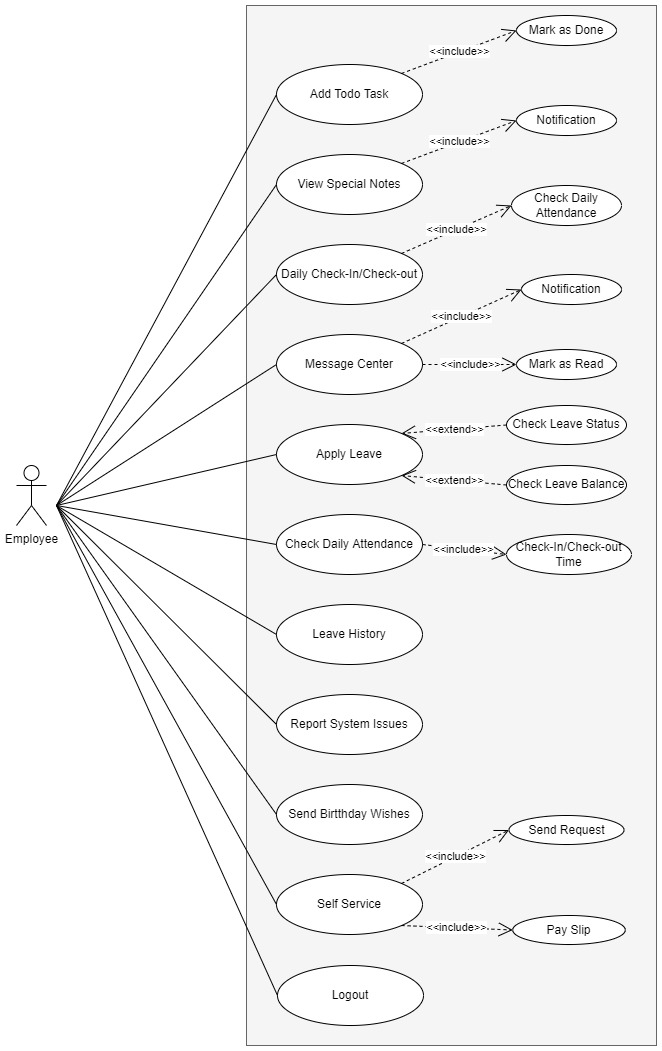 Mark as Done
<<include>>
Add Todo Task
Notification
<<include>>
View Special Notes
Check Daily
Attendance
<<include>>
Daily Check-In/Check-out
Notification
<<include>>
Message Center
<<include>>
Mark as Read
Check Leave Status
<<extend>>
Apply Leave
<<extend>>
Check Leave Balance
Employee
Check Daily Attendance
<<include>>
Check-In/Check-out
Time
Leave History
Report System Issues
Send Birtthday Wishes
Send Request
<<include>>
Self Service
<<include>>
Pay Slip
Logout